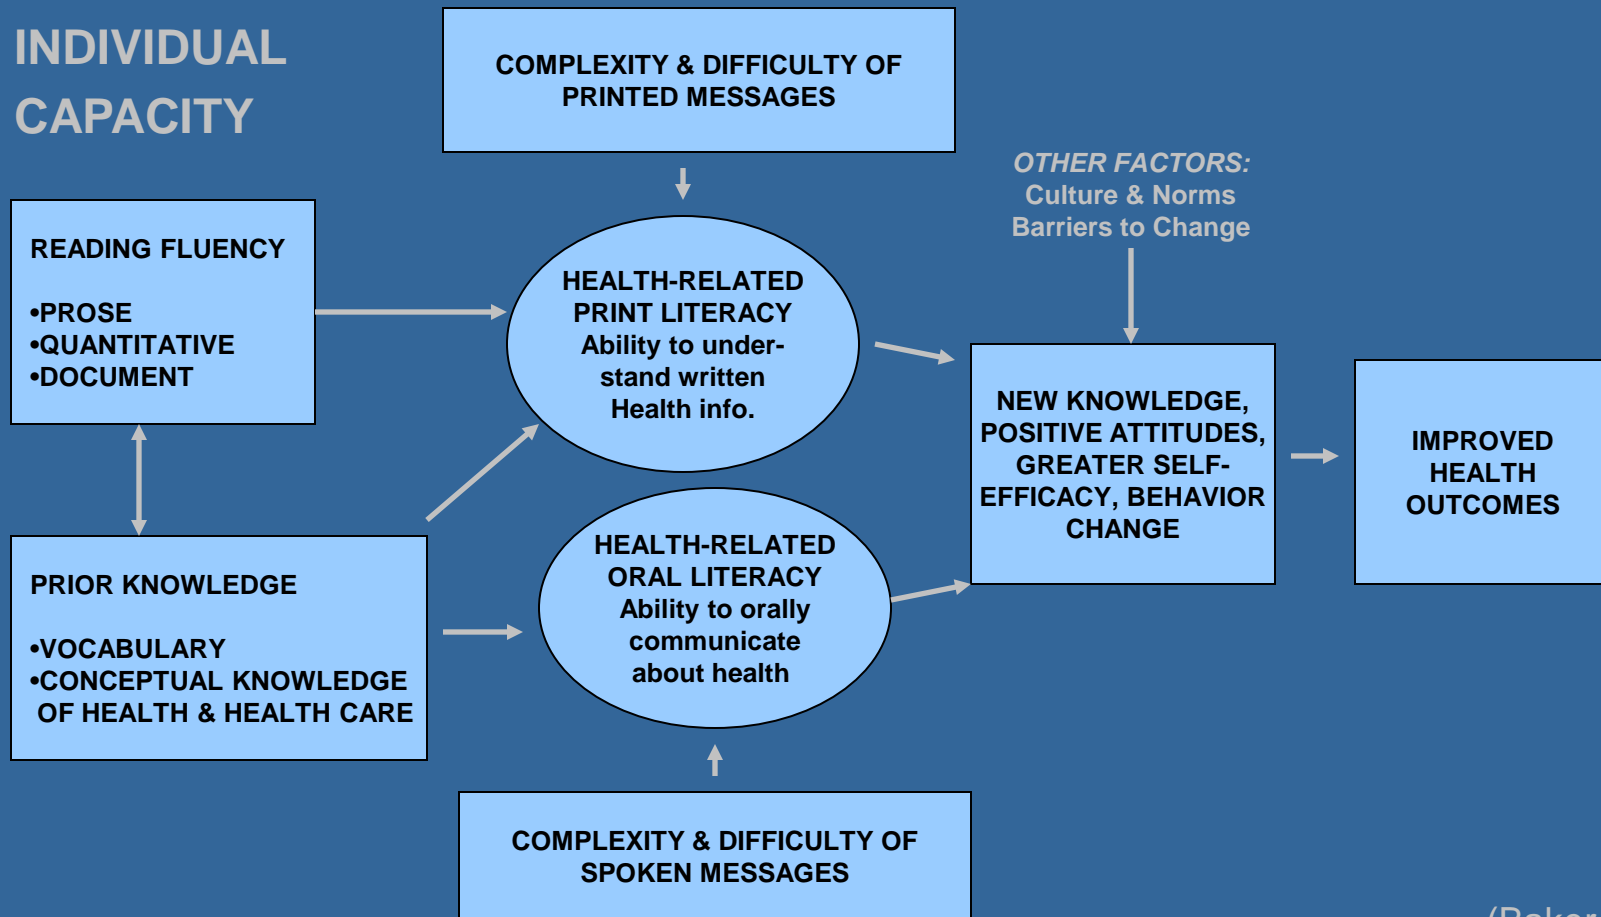 INDIVIDUAL
CAPACITY
COMPLEXITY & DIFFICULTY OF
PRINTED MESSAGES
OTHER FACTORS:
Culture & Norms
Barriers to Change
READING FLUENCY
•PROSE
•QUANTITATIVE
•DOCUMENT
HEALTH-RELATED
PRINT LITERACY
Ability to under-
stand written
Health info.
NEW KNOWLEDGE,
POSITIVE ATTITUDES,
GREATER SELF-
EFFICACY, BEHAVIOR
CHANGE
IMPROVED
HEALTH
OUTCOMES
PRIOR KNOWLEDGE
•VOCABULARY
•CONCEPTUAL KNOWLEDGE
OF HEALTH & HEALTH CARE
HEALTH-RELATED
ORAL LITERACY
Ability to orally
communicate
about health
COMPLEXITY & DIFFICULTY OF
SPOKEN MESSAGES